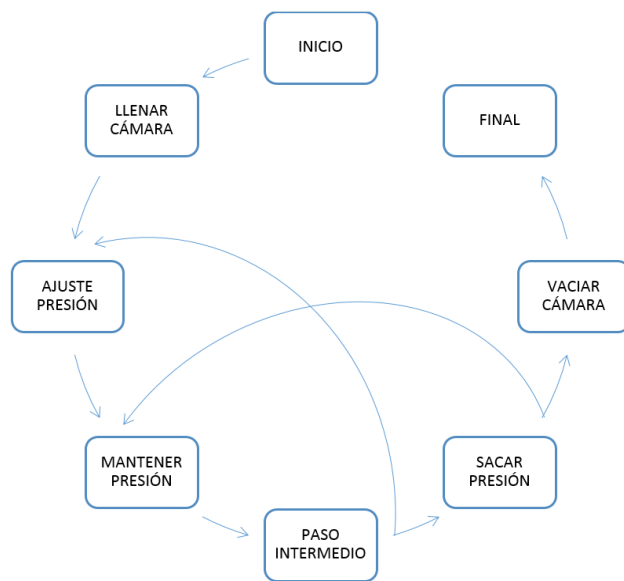 INICIO
LLENAR
CÁMARA
FINAL
AJUSTE
PRESIÓN
VACIAR
CÁMARA
MANTENER
PRESIÓN
SACAR
PRESIÓN
PASO
INTERMEDIO